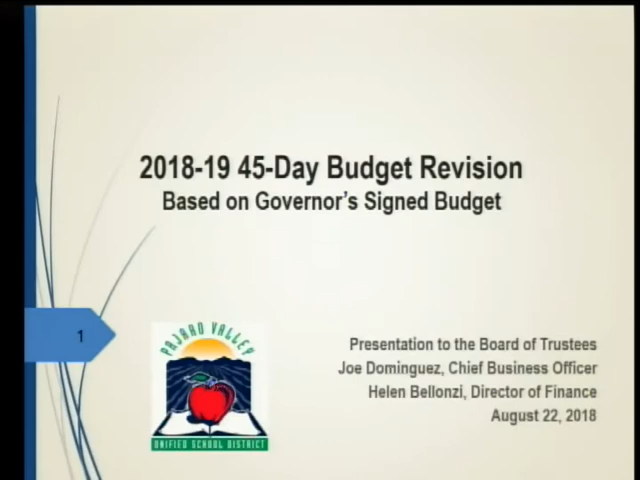 2018-19 45-Day Budget Revision
Based on Governor's Signed Budget
1
PAJARO VALLEY
UNIFIED SCHOOL DISTRICT
Presentation to the Board of Trustees
Joe Dominguez, Chief Business Officer
Helen Bellonzi, Director of Finance
August 22, 2018